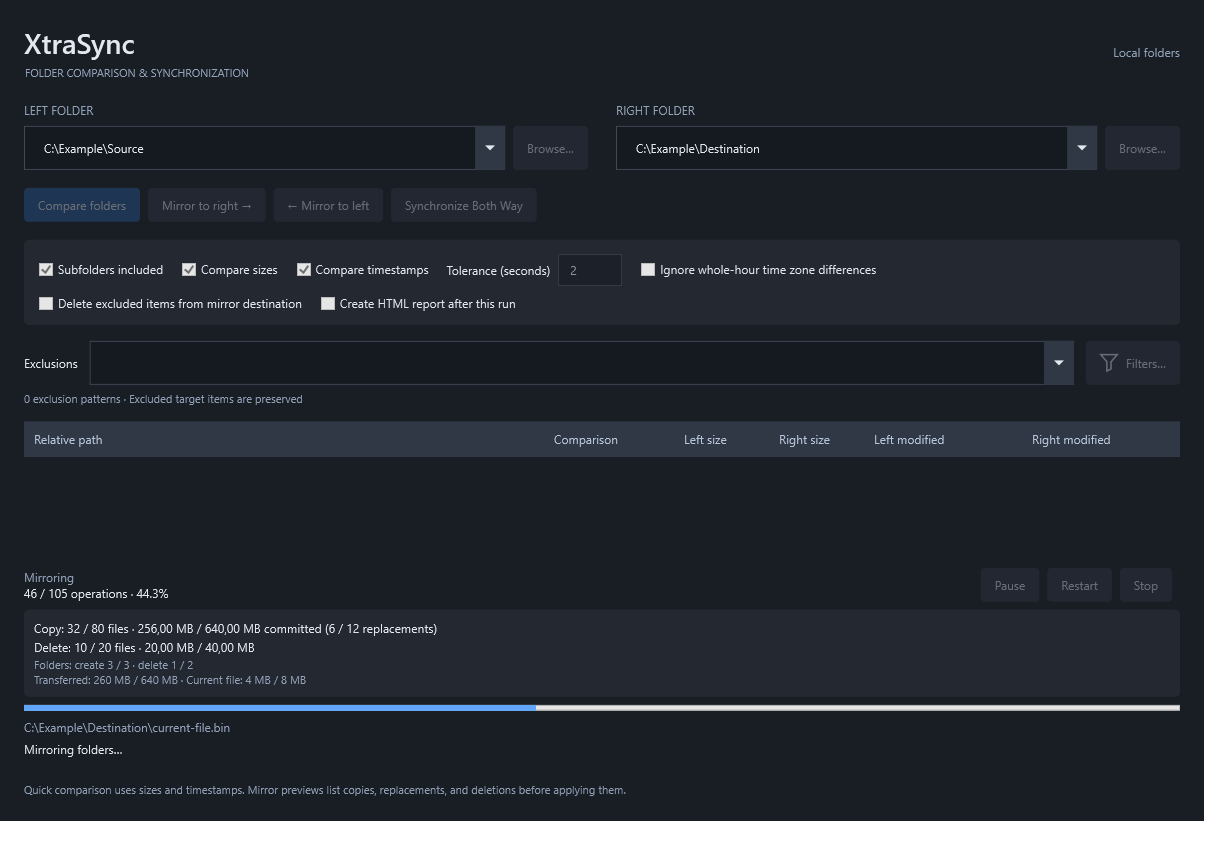 XtraSync
Local folders
FOLDER COMPARISON & SYNCHRONIZATION
LEFT FOLDER
RIGHT FOLDER
C:\Example\Source
Browse...
C:\Example\Destination
Browse...
Compare folders
Mirror to right →
← Mirror to left
Synchronize Both Way
Subfolders included
Compare sizes
Compare timestamps
Tolerance (seconds)
2
Ignore whole-hour time zone differences
Delete excluded items from mirror destination
Create HTML report after this run
Exclusions
Filters...
0 exclusion patterns · Excluded target items are preserved
Relative path
Comparison
Left size
Right size
Left modified
Right modified
Mirroring
46 / 105 operations · 44.3%
Pause
Restart
Stop
Copy: 32 / 80 files · 256,00 MB / 640,00 MB committed (6 / 12 replacements)
Delete: 10 / 20 files · 20,00 MB / 40,00 MB
Folders: create 3 / 3 · delete 1 / 2
Transferred: 260 MB / 640 MB · Current file: 4 MB / 8 MB
C:\Example\Destination\current-file.bin
Mirroring folders...
Quick comparison uses sizes and timestamps. Mirror previews list copies, replacements, and deletions before applying them.